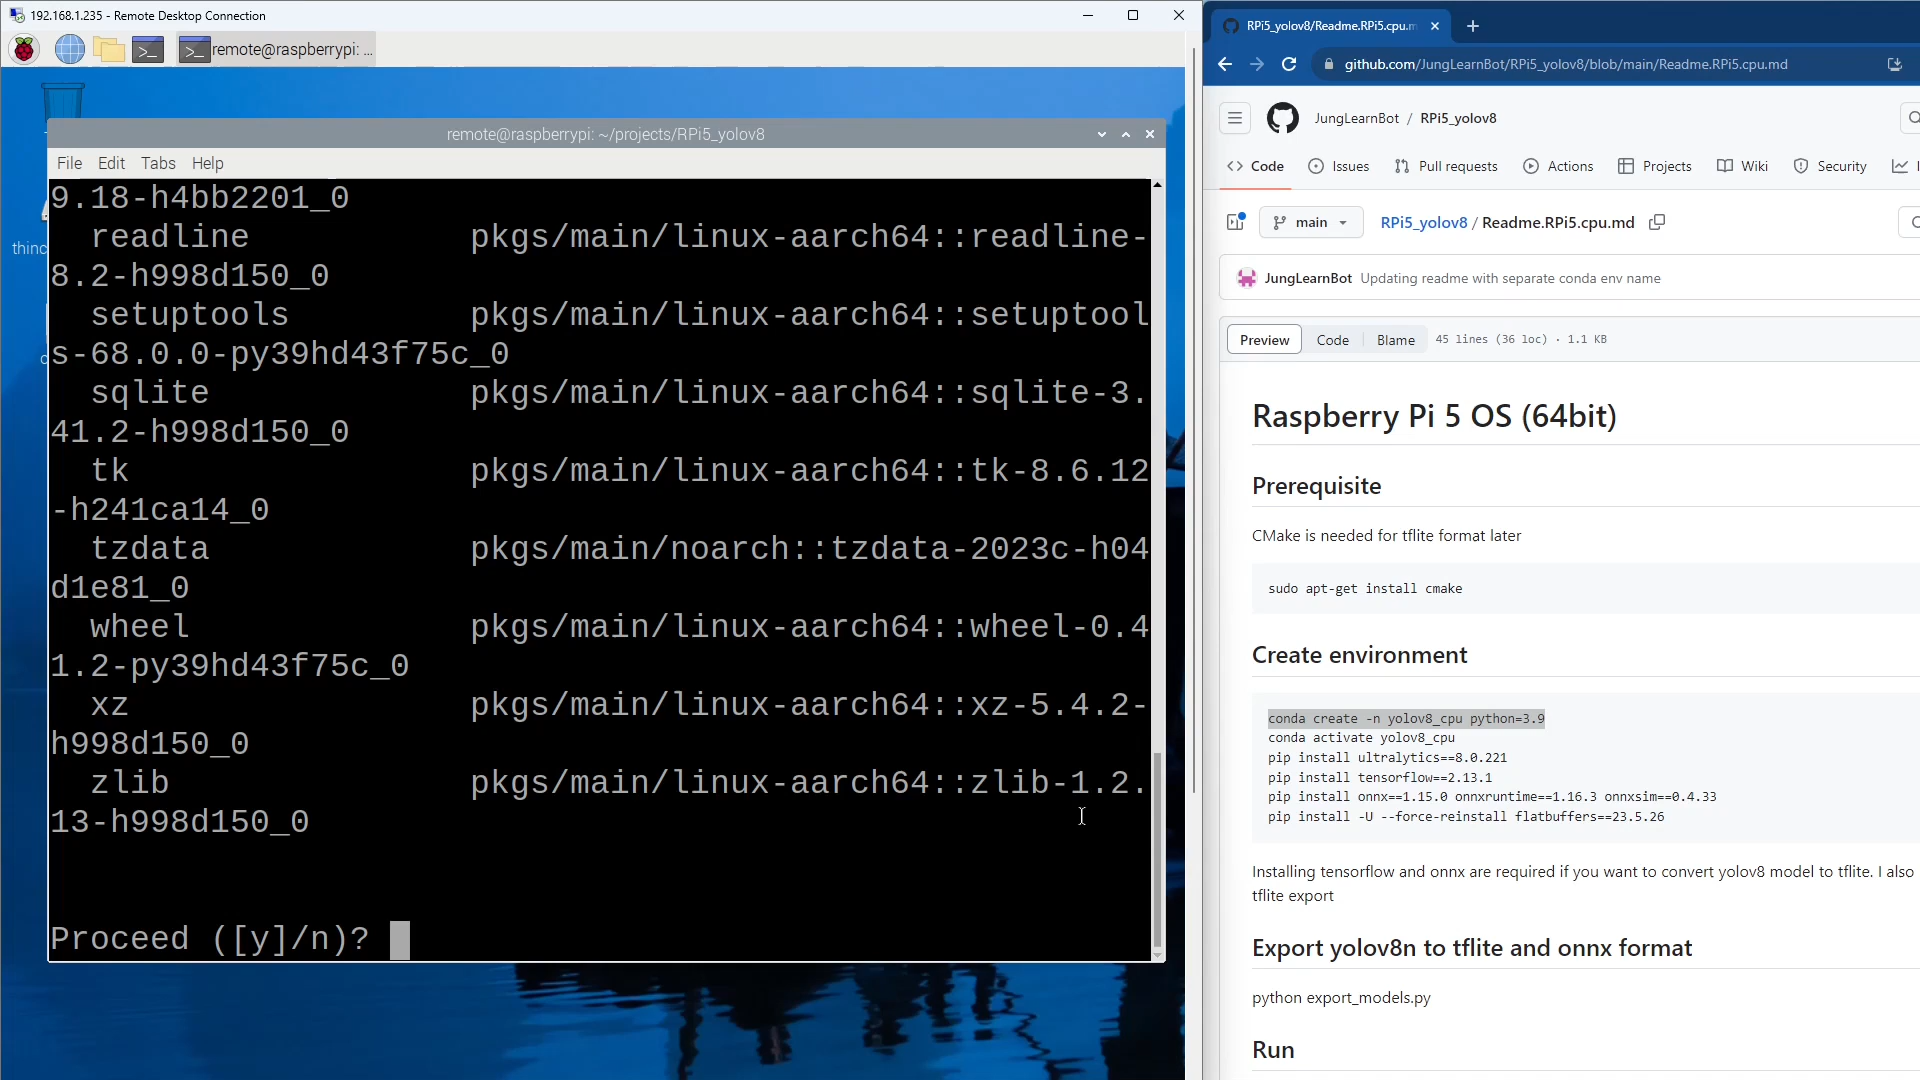 192.168.1.235 - Remote Desktop Connection
remote@raspberrypi: ...
remote@raspberrypi: ~/projects/RPi5_yolov8
File Edit Tabs Help
9.18-h4bb2201_0
readline pkgs/main/linux-aarch64::readline-
8.2-h998d150_0
setuptools pkgs/main/linux-aarch64::setuptool
s-68.0.0-py39hd43f75c_0
sqlite pkgs/main/linux-aarch64::sqlite-3.
41.2-h998d150_0
tk pkgs/main/linux-aarch64::tk-8.6.12
-h241ca14_0
tzdata pkgs/main/noarch::tzdata-2023c-h04
d1e81_0
wheel pkgs/main/linux-aarch64::wheel-0.4
1.2-py39hd43f75c_0
xz pkgs/main/linux-aarch64::xz-5.4.2-
h998d150_0
zlib pkgs/main/linux-aarch64::zlib-1.2.
13-h998d150_0
Proceed ([y]/n)?
thinc
RPi5_yolov8/Readme.RPi5.cpu.m
github.com/JungLearnBot/RPi5_yolov8/blob/main/Readme.RPi5.cpu.md
JungLearnBot / RPi5_yolov8
Code Issues Pull requests Actions Projects Wiki Security
main RPi5_yolov8 / Readme.RPi5.cpu.md
JungLearnBot Updating readme with separate conda env name
Preview Code Blame 45 lines (36 loc) · 1.1 KB
Raspberry Pi 5 OS (64bit)
Prerequisite
CMake is needed for tflite format later
sudo apt-get install cmake
Create environment
conda create -n yolov8_cpu python=3.9
conda activate yolov8_cpu
pip install ultralytics==8.0.221
pip install tensorflow==2.13.1
pip install onnx==1.15.0 onnxruntime==1.16.3 onnxsim==0.4.33
pip install -U --force-reinstall flatbuffers==23.5.26
Installing tensorflow and onnx are required if you want to convert yolov8 model to tflite. I also
tflite export
Export yolov8n to tflite and onnx format
python export_models.py
Run